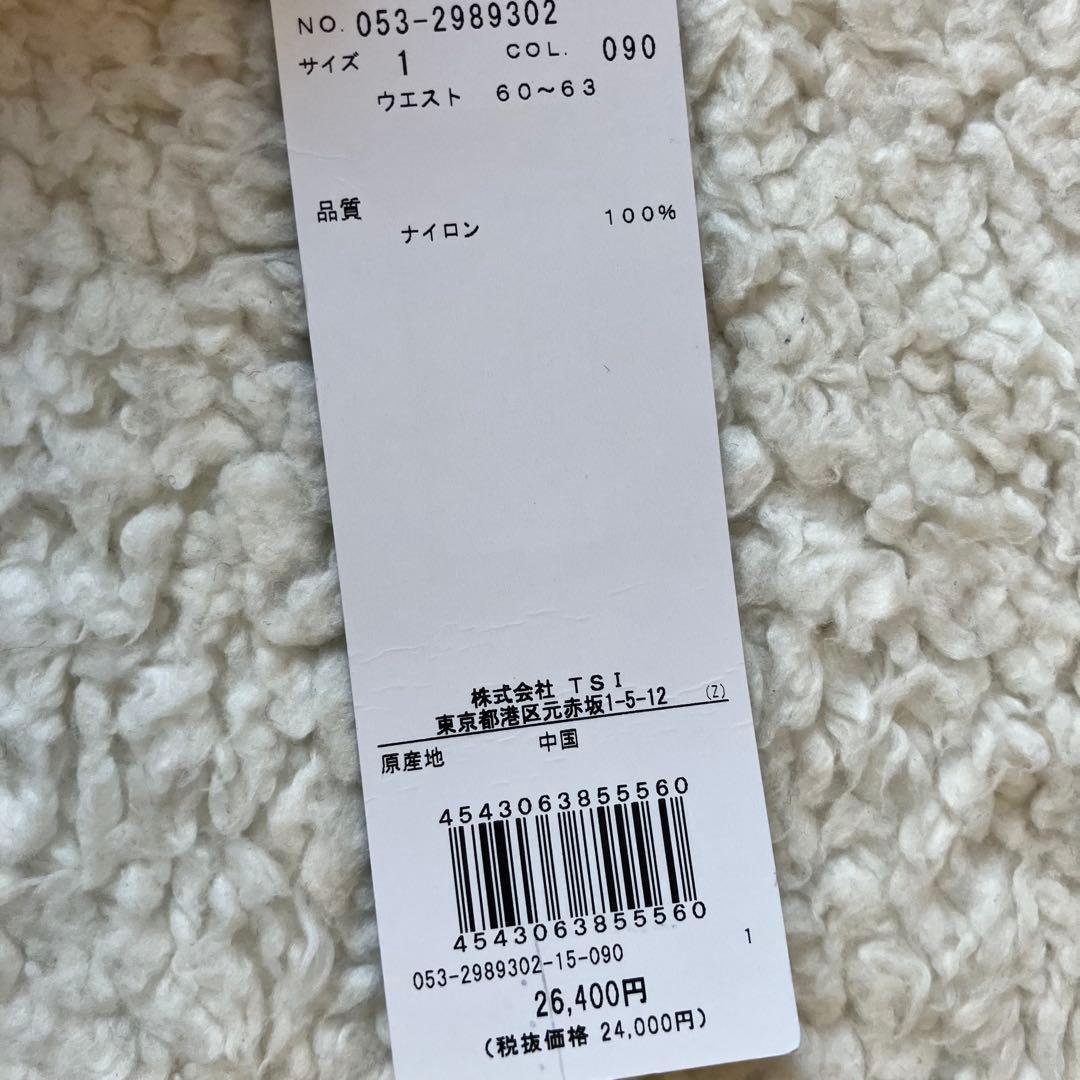 NO. 053-2989302
サイズ 1 COL. 090
ウエスト 60～63
品質
ナイロン 100%
株式会社 TSI
東京都港区元赤坂1-5-12 (Z)
原産地 中国
4543063855560
4543063855560
053-2989302-15-090 1
26,400円
(税抜価格 24,000円)